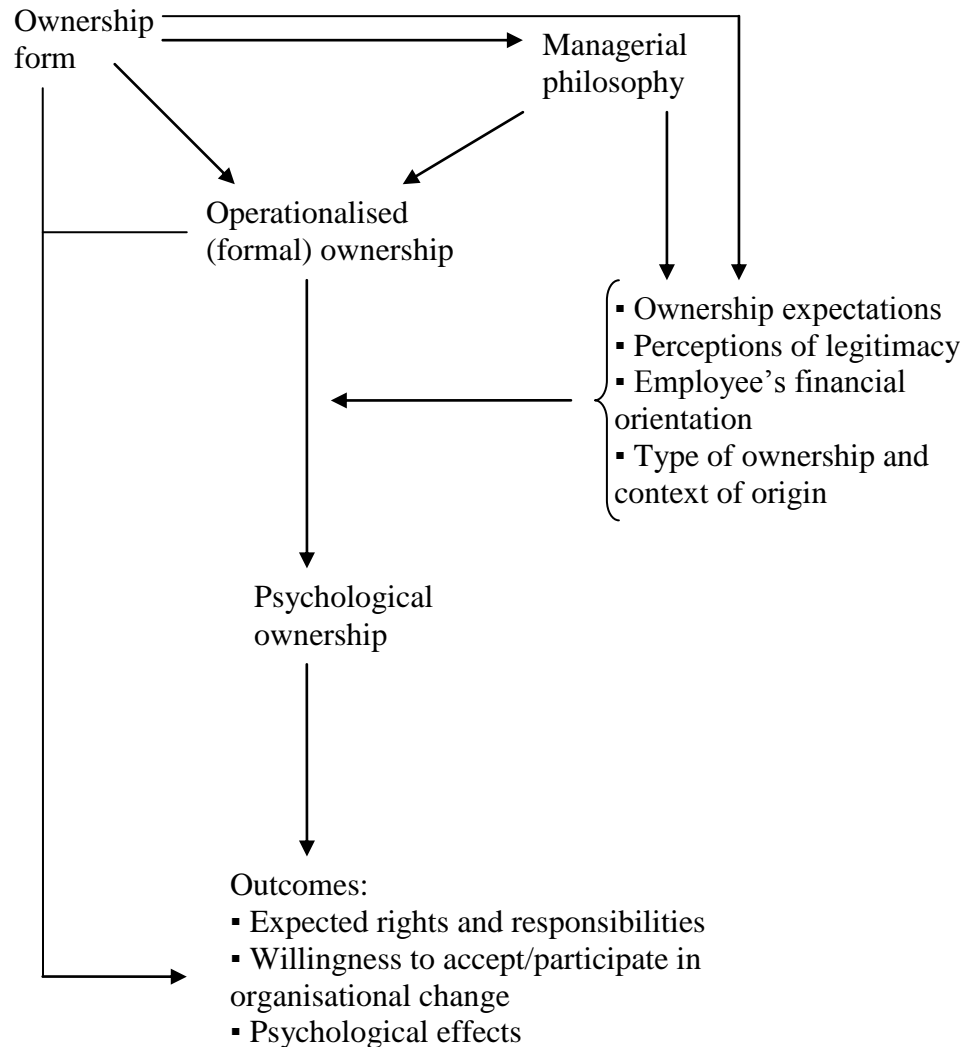 Ownership
form
Managerial
philosophy
Operationalised
(formal) ownership
▪ Ownership expectations
▪ Perceptions of legitimacy
▪ Employee’s financial
orientation
▪ Type of ownership and
context of origin
Psychological
ownership
Outcomes:
▪ Expected rights and responsibilities
▪ Willingness to accept/participate in
organisational change
▪ Psychological effects